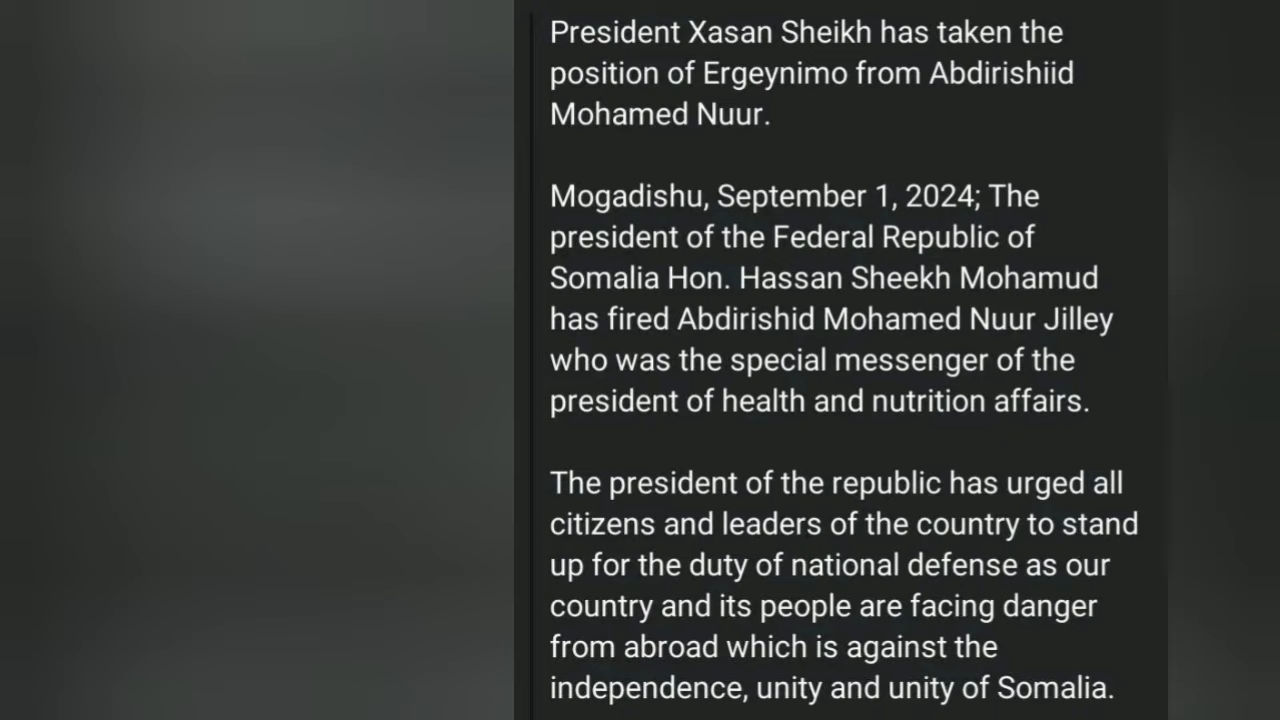 President Xasan Sheikh has taken the
position of Ergeynimo from Abdirishiid
Mohamed Nuur.
Mogadishu, September 1, 2024; The
president of the Federal Republic of
Somalia Hon. Hassan Sheekh Mohamud
has fired Abdirishid Mohamed Nuur Jilley
who was the special messenger of the
president of health and nutrition affairs.
The president of the republic has urged all
citizens and leaders of the country to stand
up for the duty of national defense as our
country and its people are facing danger
from abroad which is against the
independence, unity and unity of Somalia.